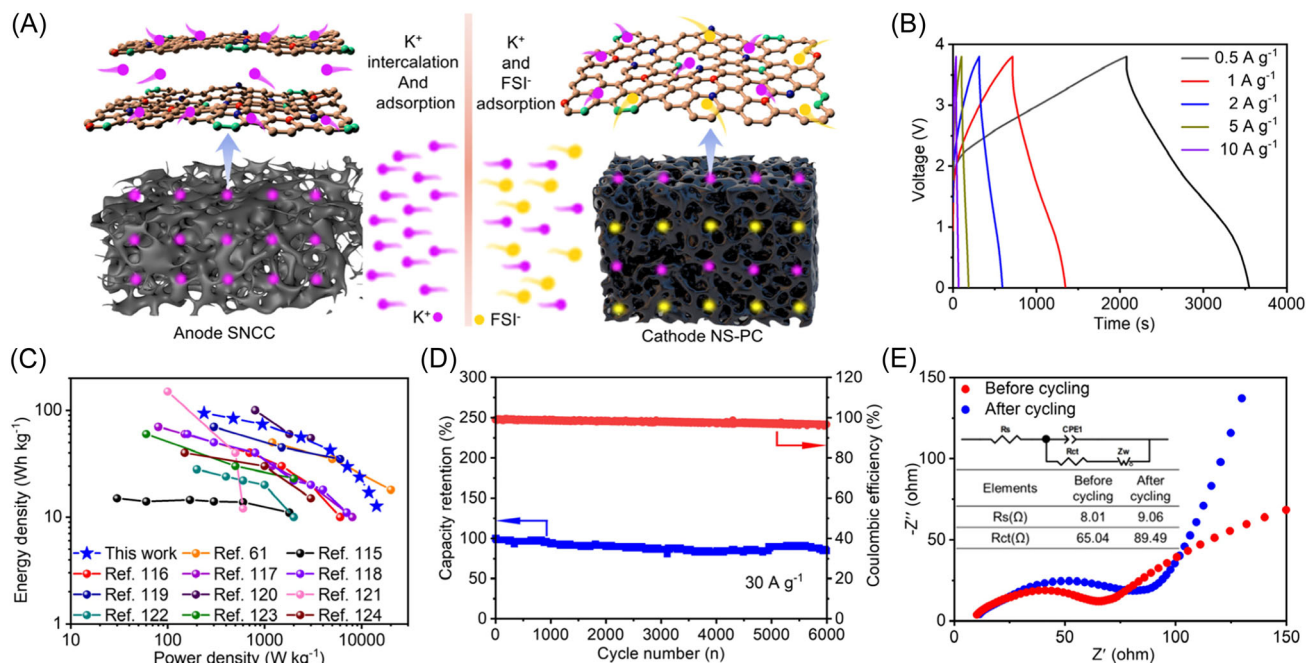 (A)
K⁺
intercalation
And
adsorption
K⁺
and
FSI⁻
adsorption
K⁺
FSI⁻
Anode SNCC
Cathode NS-PC
(B)
4
3
2
1
0
Voltage (V)
0 1000 2000 3000 4000
Time (s)
0.5 A g⁻¹
1 A g⁻¹
2 A g⁻¹
5 A g⁻¹
10 A g⁻¹
(C)
Energy density (Wh kg⁻¹)
100
10
1
10 100 1000 10000
Power density (W kg⁻¹)
This work Ref. 61 Ref. 115
Ref. 116 Ref. 117 Ref. 118
Ref. 119 Ref. 120 Ref. 121
Ref. 122 Ref. 123 Ref. 124
(D)
Capacity retention (%)
300
250
200
150
100
50
0
0 1000 2000 3000 4000 5000 6000
Cycle number (n)
30 A g⁻¹
120
100
80
60
40
20
0
Coulombic efficiency (%)
(E)
-Z'' (ohm)
150
100
50
0
0 50 100 150
Z' (ohm)
Before cycling
After cycling
Rs CPE1
Rct Zw
Elements Before cycling After cycling
Rs(Ω) 8.01 9.06
Rct(Ω) 65.04 89.49